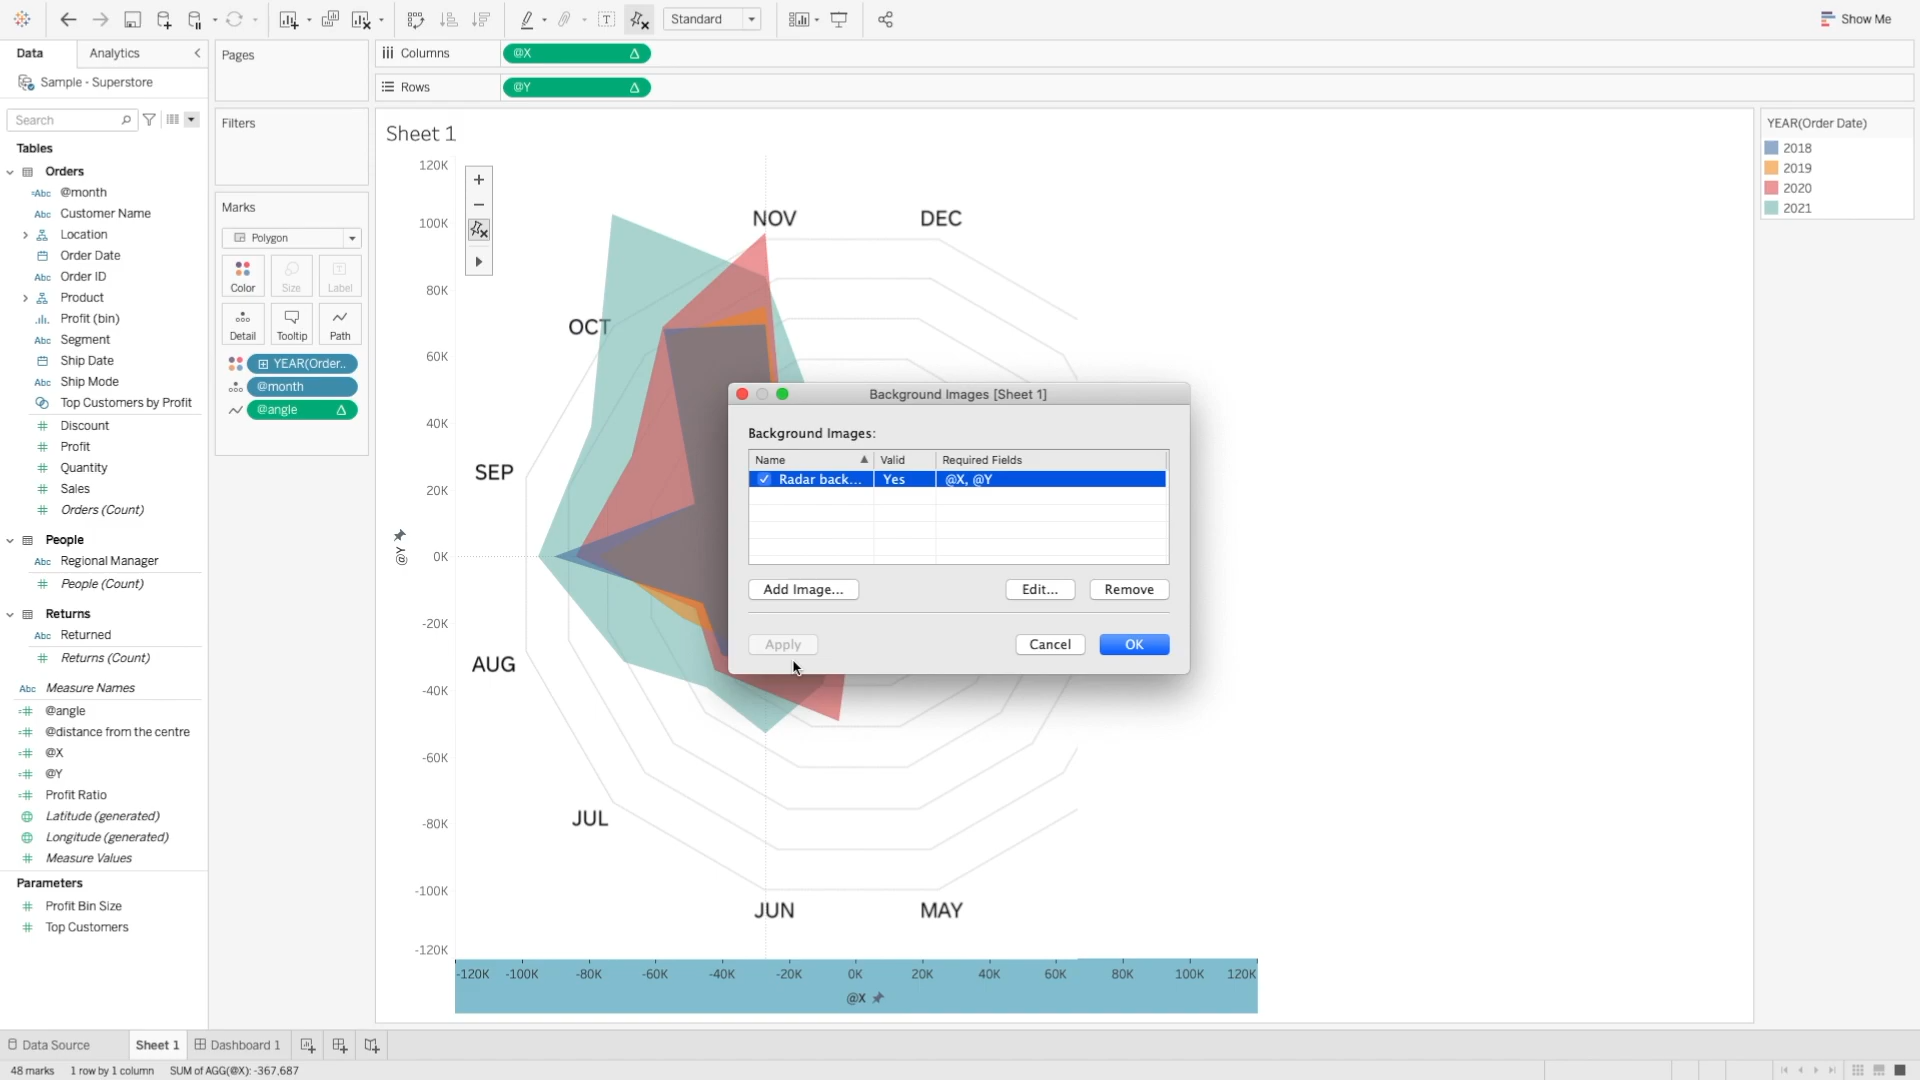 Standard
Show Me
Data
Analytics
Pages
Columns
@X
Sample - Superstore
Rows
@Y
Search
Filters
Sheet 1
YEAR(Order Date)
2018
2019
2020
2021
Tables
Orders
@month
Customer Name
Location
Order Date
Order ID
Product
Profit (bin)
Segment
Ship Date
Ship Mode
Top Customers by Profit
Discount
Profit
Quantity
Sales
Orders (Count)
People
Regional Manager
People (Count)
Returns
Returned
Returns (Count)
Measure Names
@angle
@distance from the centre
@X
@Y
Profit Ratio
Latitude (generated)
Longitude (generated)
Measure Values
Parameters
Profit Bin Size
Top Customers
Marks
Polygon
Color
Size
Label
Detail
Tooltip
Path
YEAR(Order..
@month
@angle
120K
100K
80K
60K
40K
20K
0K
-20K
-40K
-60K
-80K
-100K
-120K
@Y
NOV
DEC
OCT
SEP
AUG
JUL
JUN
MAY
-120K
-100K
-80K
-60K
-40K
-20K
0K
20K
40K
60K
80K
100K
120K
@X
Background Images [Sheet 1]
Background Images:
Name
Valid
Required Fields
Radar back...
Yes
@X, @Y
Add Image...
Edit...
Remove
Apply
Cancel
OK
Data Source
Sheet 1
Dashboard 1
48 marks
1 row by 1 column
SUM of AGG(@X): -367,687